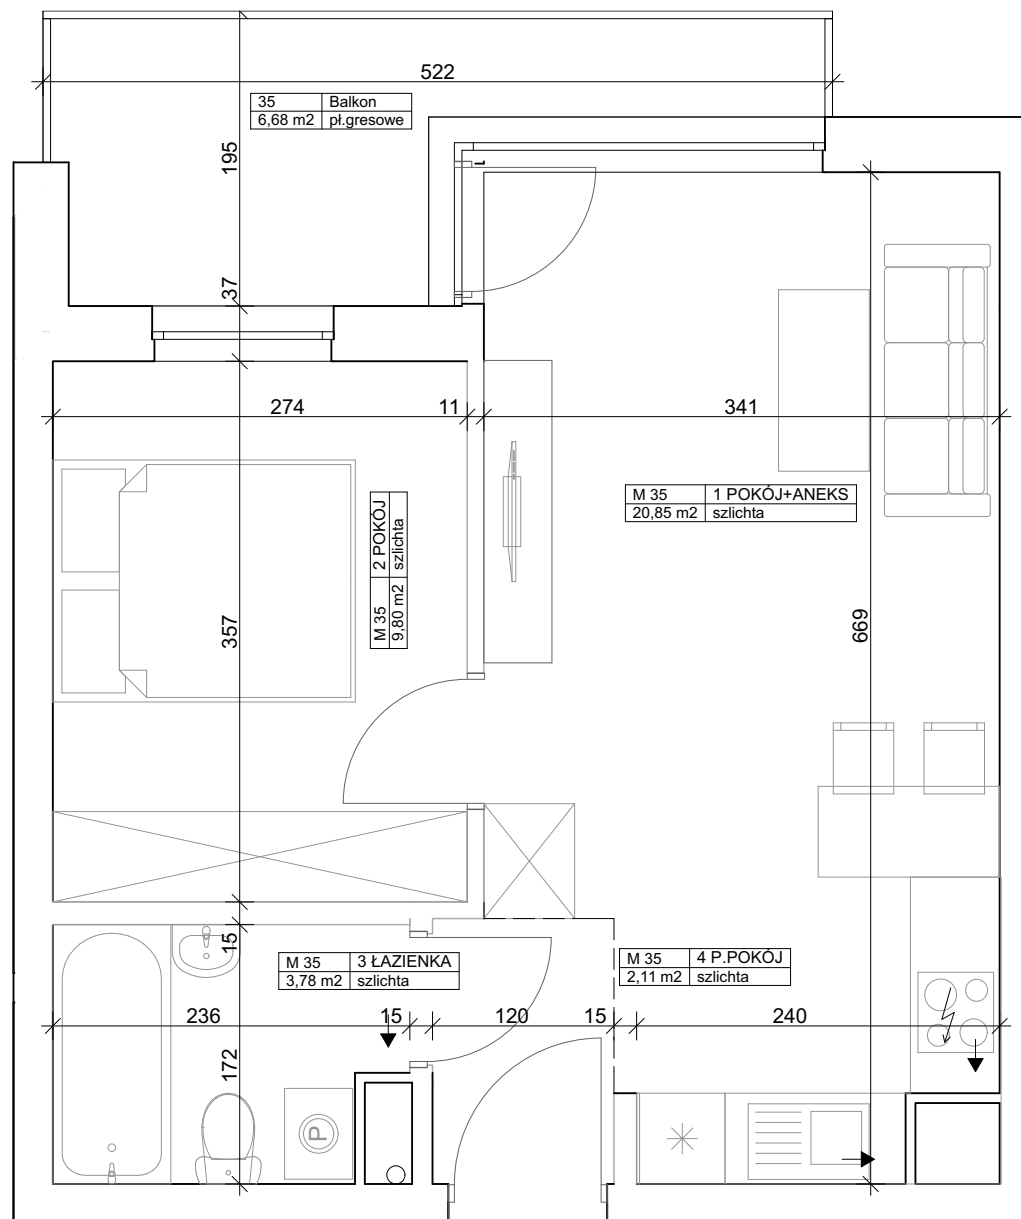 522
35 Balkon
6,68 m2 pł.gresowe
195
37
274 11 341
M 35 1 POKÓJ+ANEKS
20,85 m2 szlichta
M 35 2 POKÓJ
9,80 m2 szlichta
357
669
15
M 35 3 ŁAZIENKA
3,78 m2 szlichta
M 35 4 P.POKÓJ
2,11 m2 szlichta
236 15 120 15 240
172
P